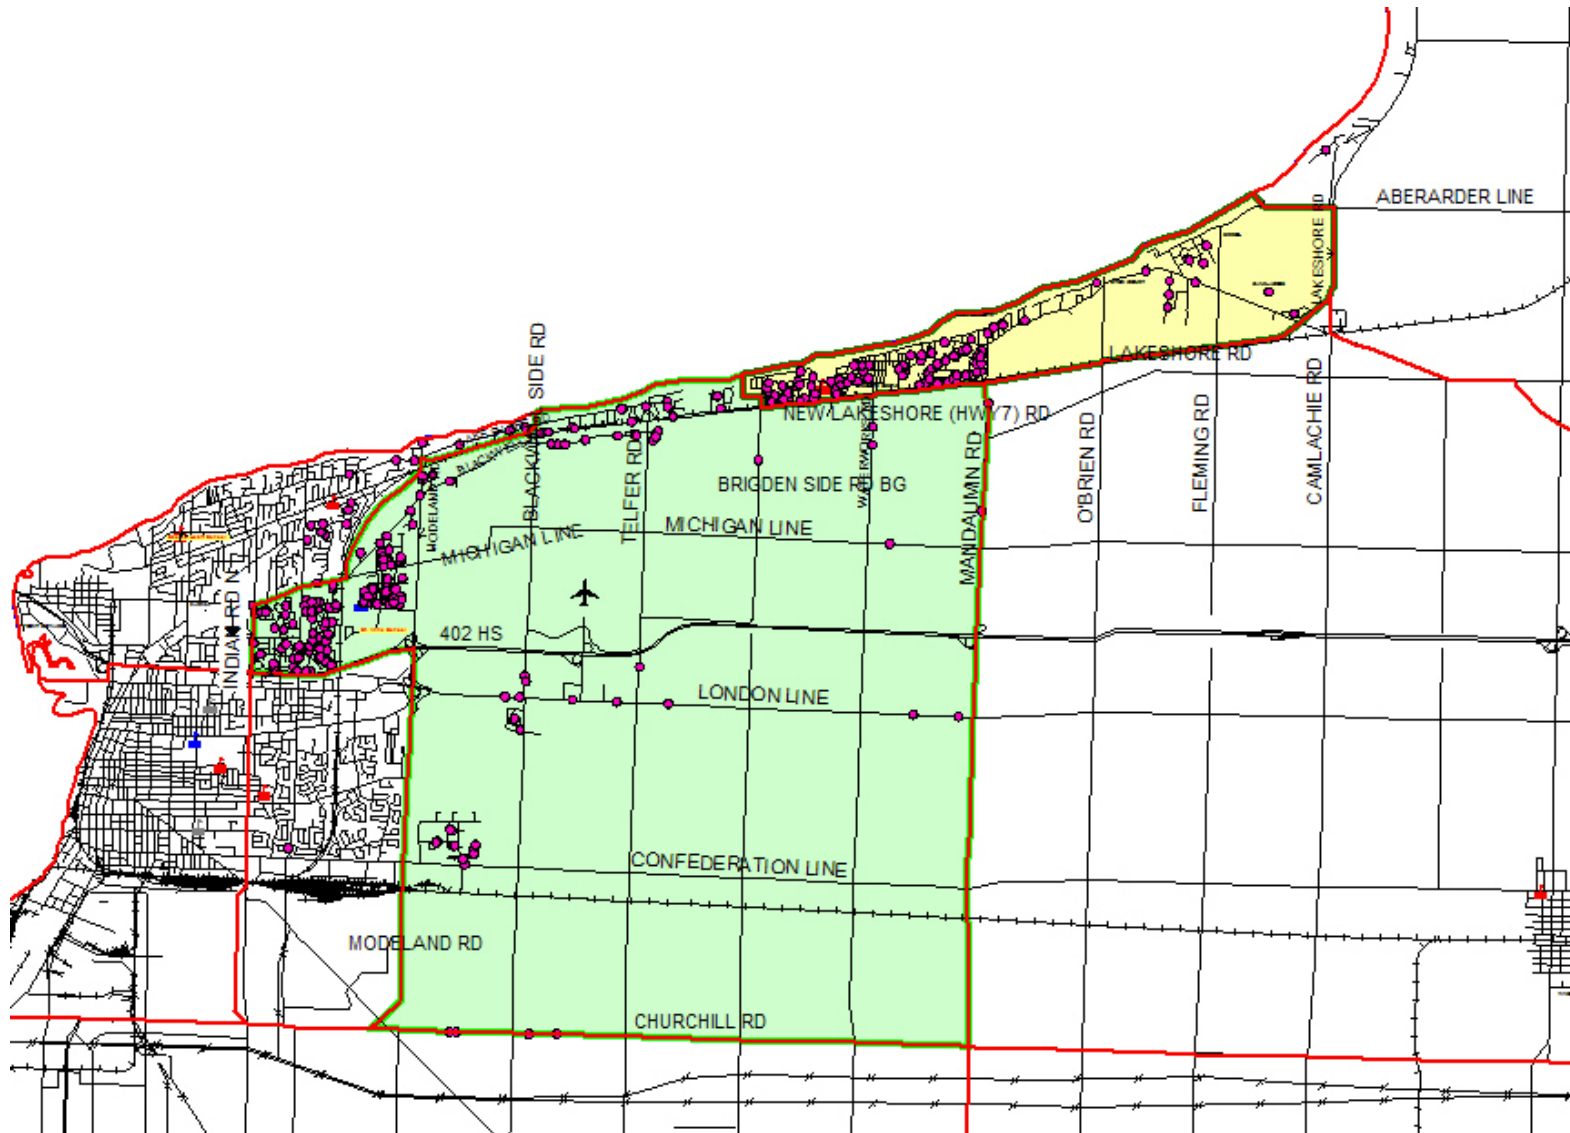 ABERARDER LINE
LAKESHORE RD
SIDE RD
LAKESHORE RD
NEW LAKESHORE (HWY7) RD
CAMLACHIE RD
FLEMING RD
O'BRIEN RD
MANDAUMIN RD
TELFER RD
MODELAND RD
BRIGDEN SIDE RD BG
MICHIGAN LINE
MICHIGAN LINE
INDIAN RD N
402 HS
LONDON LINE
CONFEDERATION LINE
MODELAND RD
CHURCHILL RD